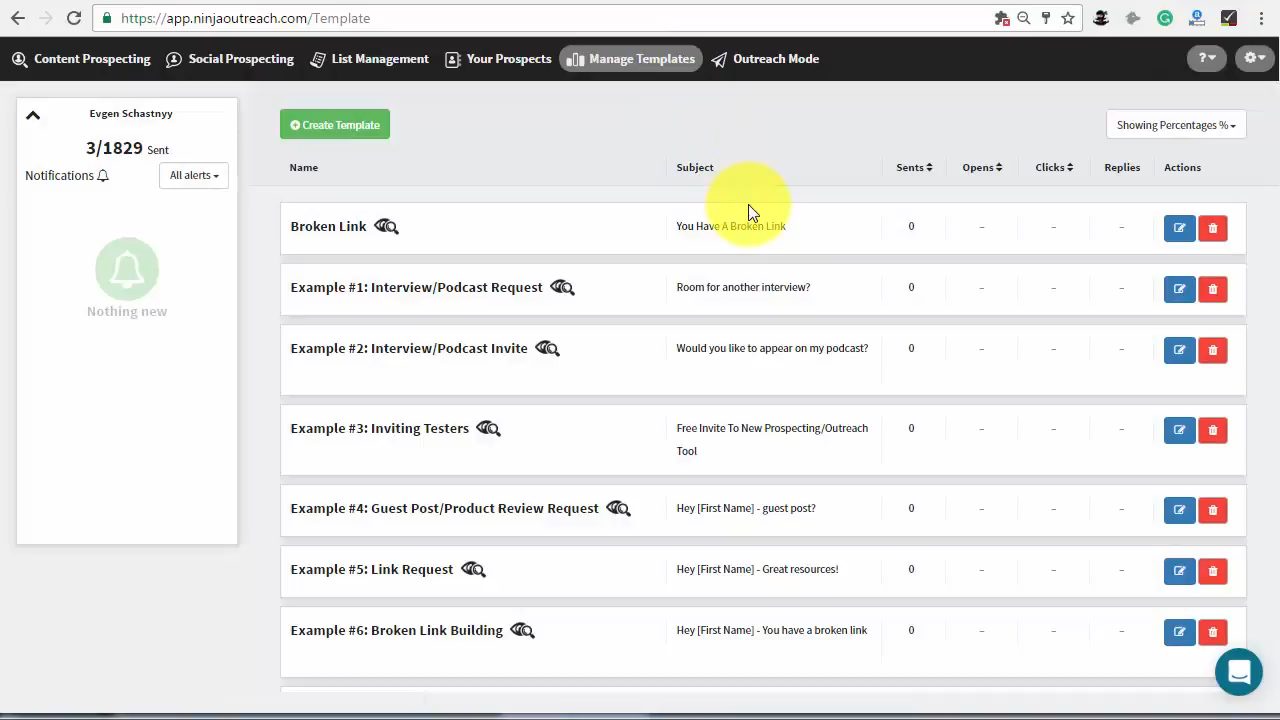 https://app.ninjaoutreach.com/Template
Content Prospecting Social Prospecting List Management Your Prospects Manage Templates Outreach Mode ?
Evgen Schastnyy
3/1829 Sent
Notifications All alerts
Nothing new
Create Template
Showing Percentages %
Name Subject Sents Opens Clicks Replies Actions
Broken Link You Have A Broken Link 0 – – –
Example #1: Interview/Podcast Request Room for another interview? 0 – – –
Example #2: Interview/Podcast Invite Would you like to appear on my podcast? 0 – – –
Example #3: Inviting Testers Free Invite To New Prospecting/Outreach 0 – – –
Tool
Example #4: Guest Post/Product Review Request Hey [First Name] - guest post? 0 – – –
Example #5: Link Request Hey [First Name] - Great resources! 0 – – –
Example #6: Broken Link Building Hey [First Name] - You have a broken link 0 – – –